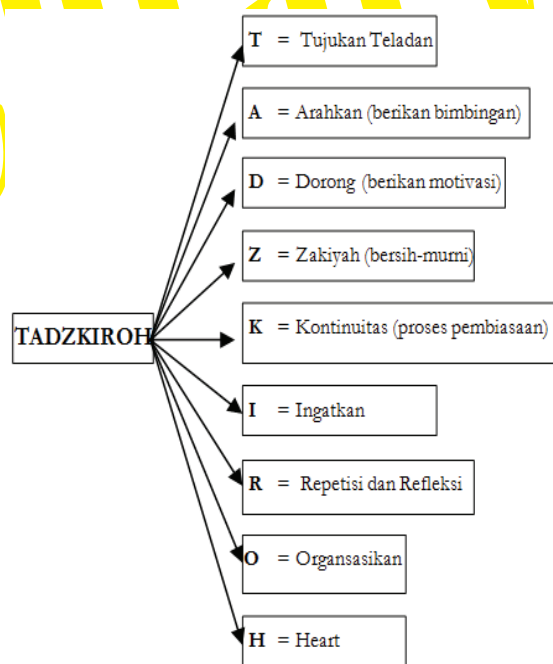 T = Tujukan Teladan
A = Arahkan (berikan bimbingan)
D = Dorong (berikan motivasi)
Z = Zakiyah (bersih-murni)
TADZKIROH
K = Kontinuitas (proses pembiasaan)
I = Ingatkan
R = Repetisi dan Refleksi
O = Organsasikan
H = Heart